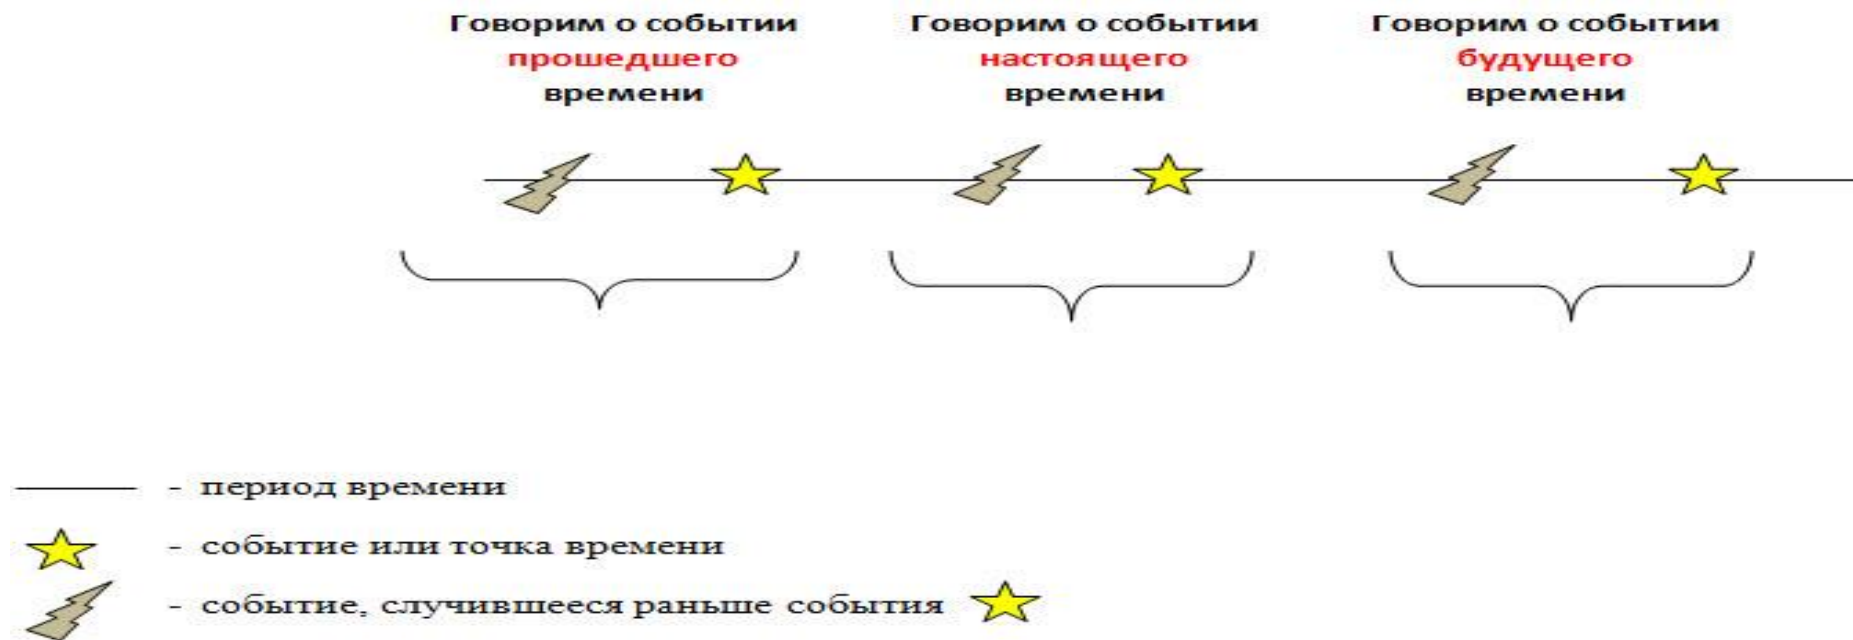 Говорим о событии
прошедшего
времени
Говорим о событии
настоящего
времени
Говорим о событии
будущего
времени
- период времени
- событие или точка времени
- событие, случившееся раньше события